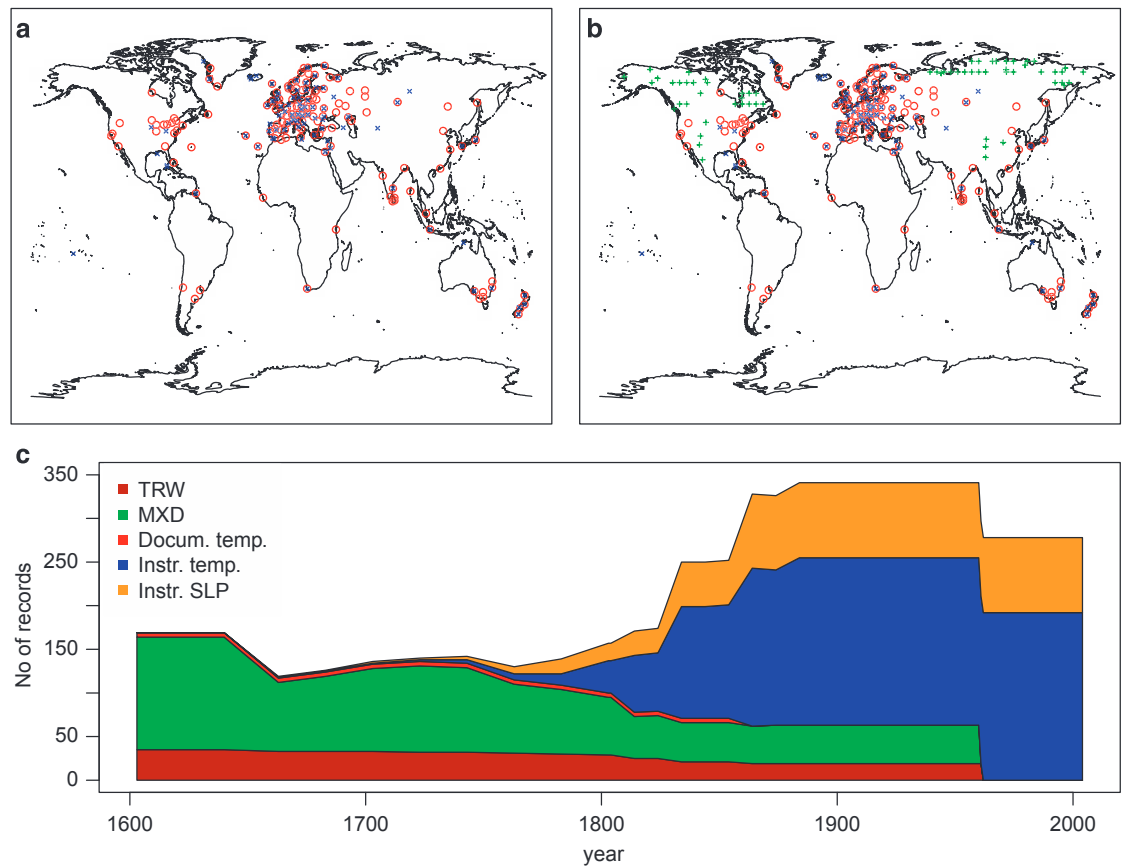 a
b
c
350
250
150
50
0
No of records
TRW
MXD
Docum. temp.
Instr. temp.
Instr. SLP
1600 1700 1800 1900 2000
year